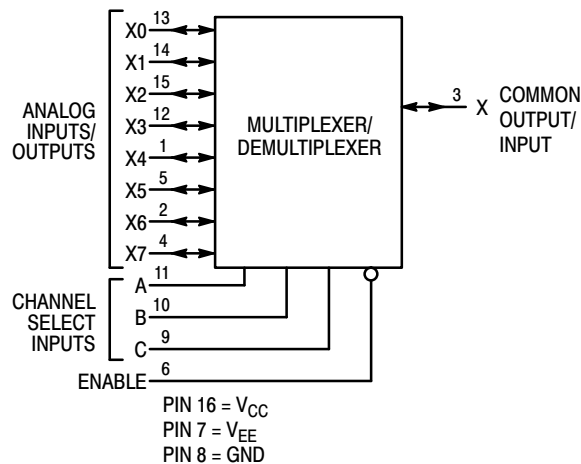 X0 13
X1 14
X2 15
X3 12
X4 1
X5 5
X6 2
X7 4
ANALOG
INPUTS/
OUTPUTS
MULTIPLEXER/
DEMULTIPLEXER
3 X
COMMON
OUTPUT/
INPUT
CHANNEL
SELECT
INPUTS
A 11
B 10
C 9
ENABLE 6
PIN 16 = VCC
PIN 7 = VEE
PIN 8 = GND